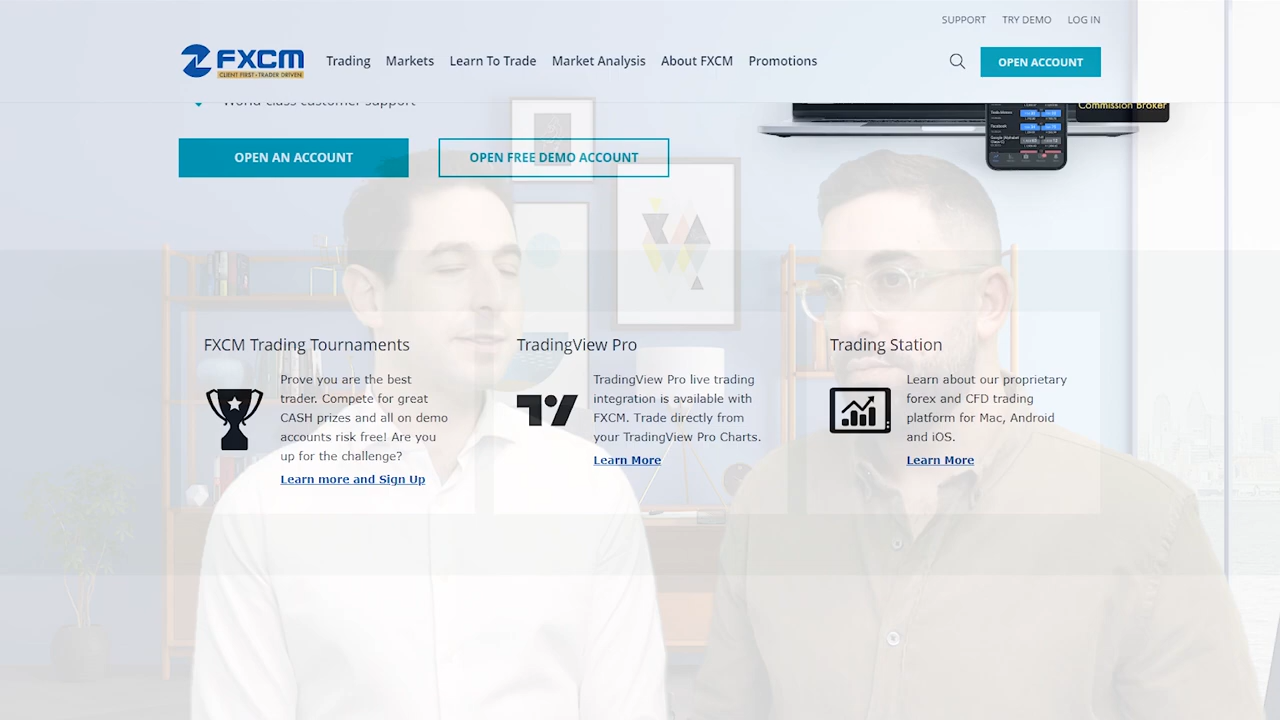 SUPPORT TRY DEMO LOG IN
FXCM
CLIENT FIRST • TRADER DRIVEN
Trading Markets Learn To Trade Market Analysis About FXCM Promotions
OPEN ACCOUNT
World-class customer support
Commission Broker
OPEN AN ACCOUNT
OPEN FREE DEMO ACCOUNT
FXCM Trading Tournaments
Prove you are the best
trader. Compete for great
CASH prizes and all on demo
accounts risk free! Are you
up for the challenge?
Learn more and Sign Up
TradingView Pro
TradingView Pro live trading
integration is available with
FXCM. Trade directly from
your TradingView Pro Charts.
Learn More
Trading Station
Learn about our proprietary
forex and CFD trading
platform for Mac, Android
and iOS.
Learn More